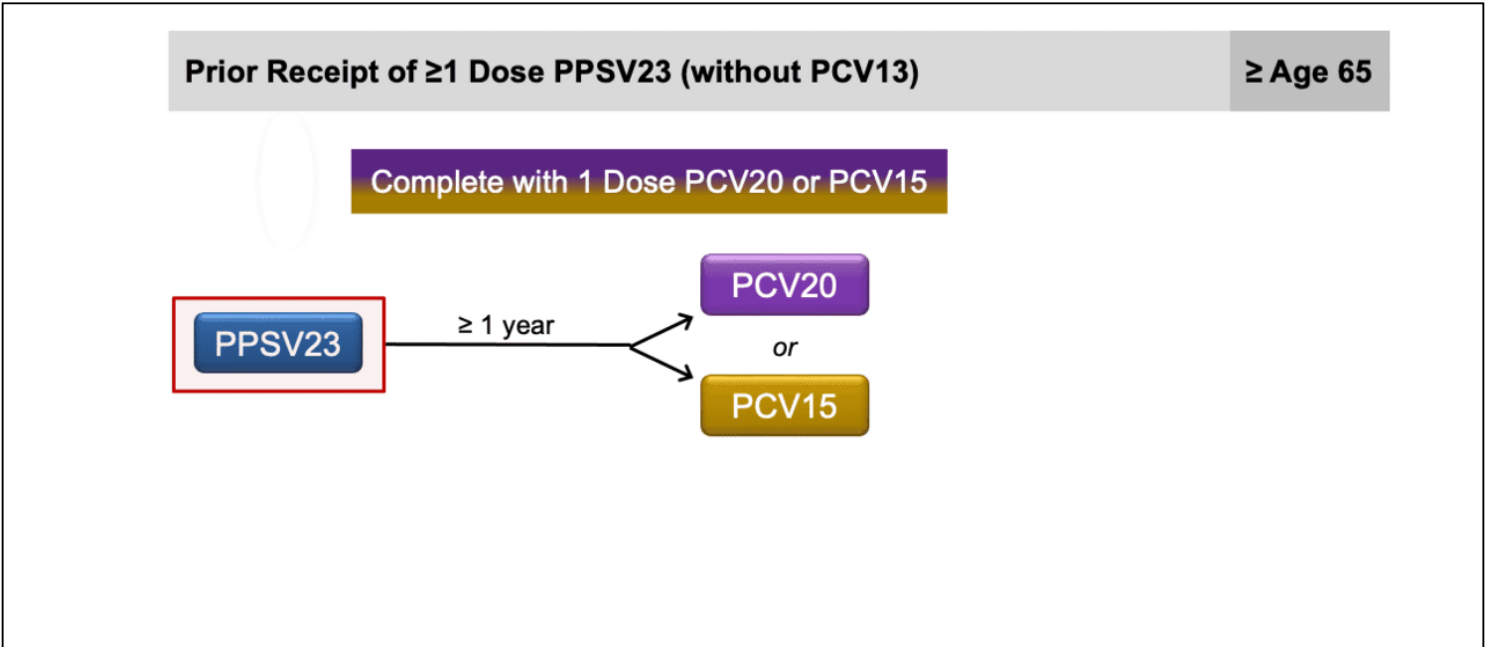 Prior Receipt of ≥1 Dose PPSV23 (without PCV13) ≥ Age 65
Complete with 1 Dose PCV20 or PCV15
PCV20
≥ 1 year
PPSV23
or
PCV15